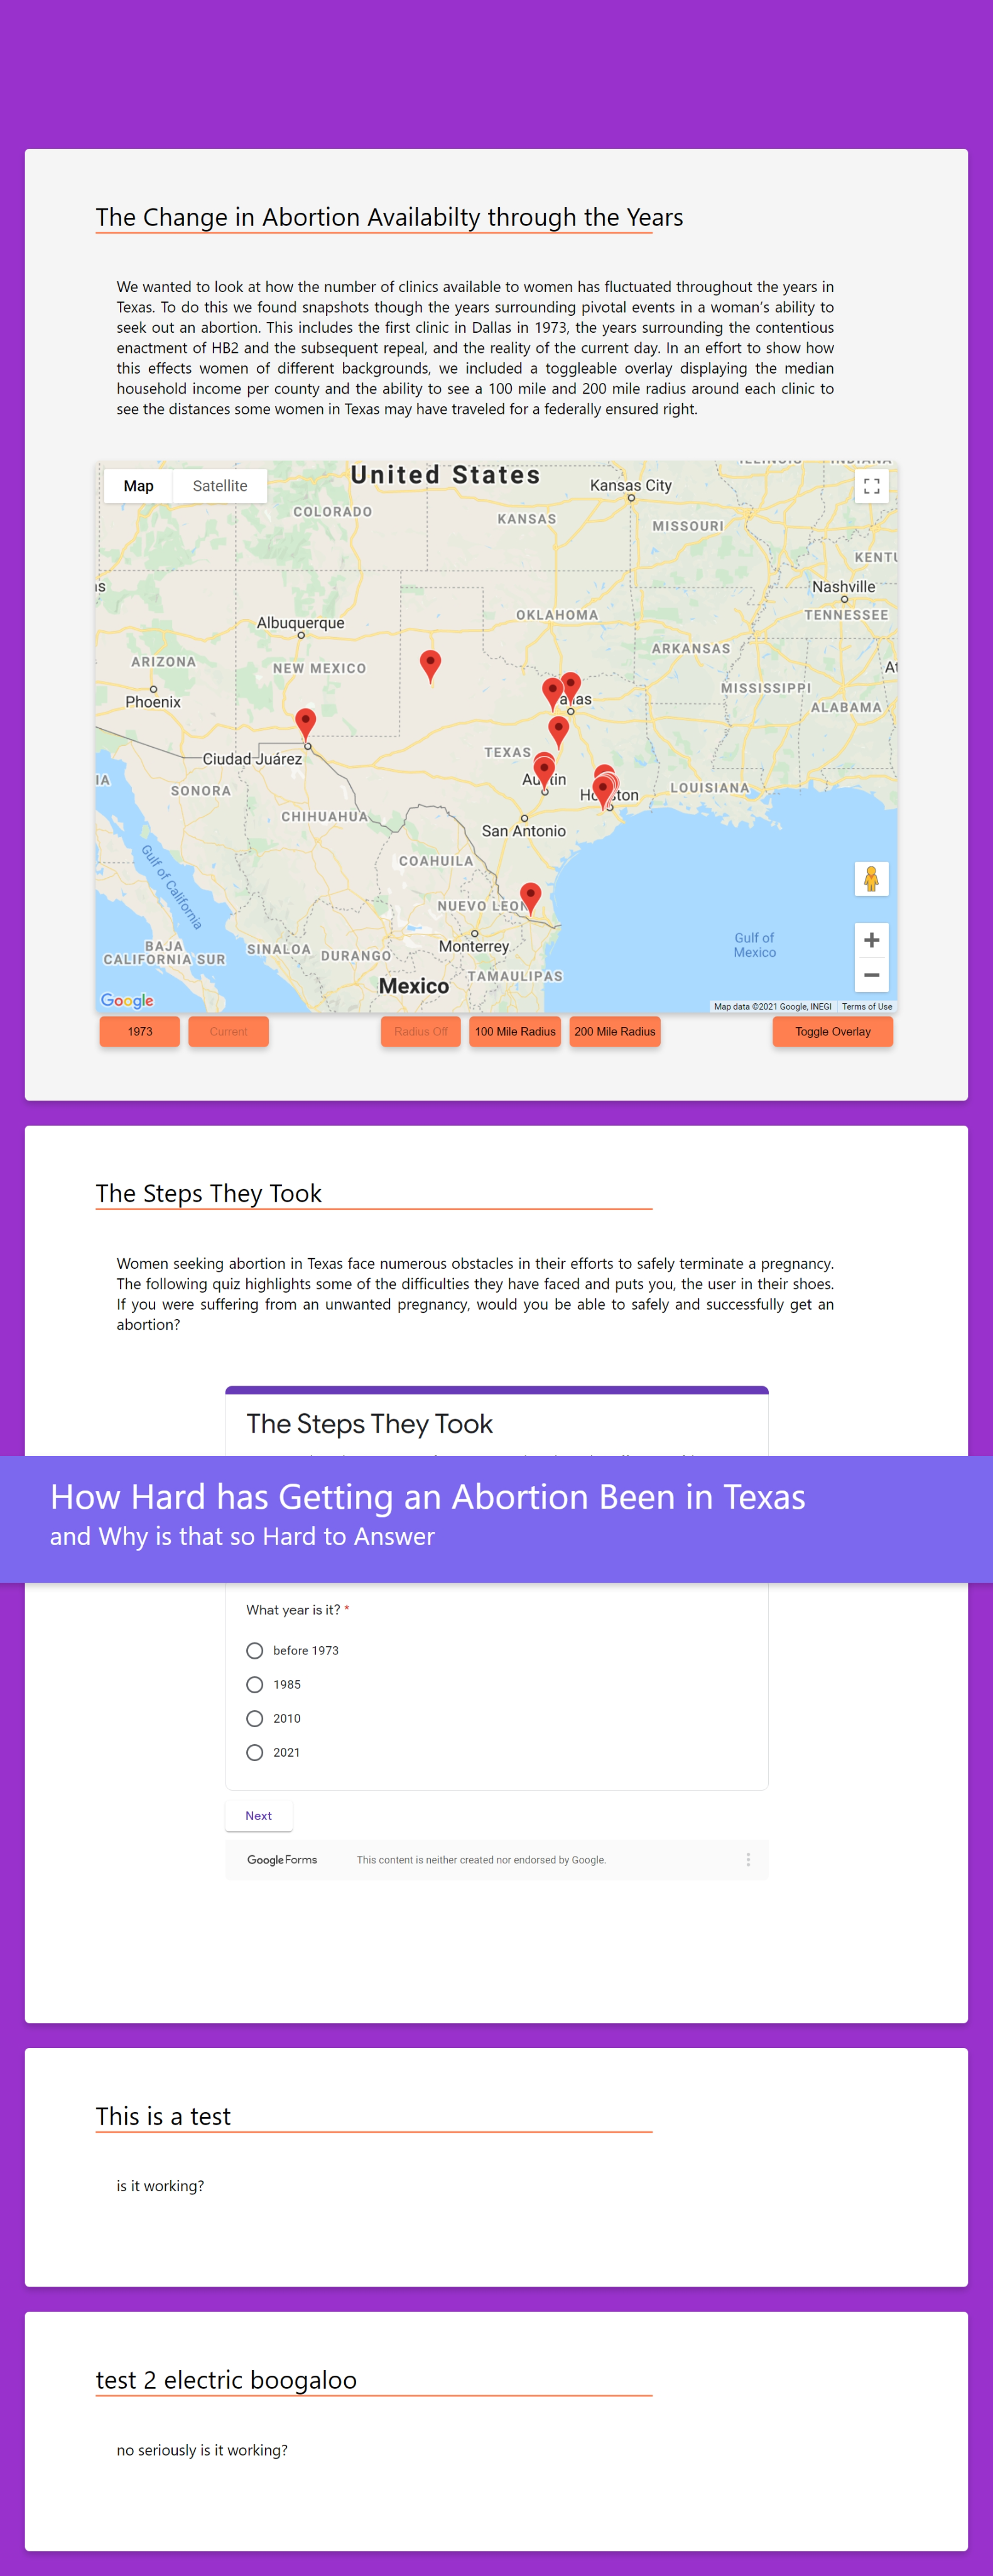 The Change in Abortion Availabilty through the Years
We wanted to look at how the number of clinics available to women has fluctuated throughout the years in
Texas. To do this we found snapshots though the years surrounding pivotal events in a woman's ability to
seek out an abortion. This includes the first clinic in Dallas in 1973, the years surrounding the contentious
enactment of HB2 and the subsequent repeal, and the reality of the current day. In an effort to show how
this effects women of different backgrounds, we included a toggleable overlay displaying the median
household income per county and the ability to see a 100 mile and 200 mile radius around each clinic to
see the distances some women in Texas may have traveled for a federally ensured right.
ILLINOIS INDIANA
Map Satellite
United States
Kansas City
COLORADO
KANSAS
MISSOURI
KENTU
as
Nashville
OKLAHOMA
TENNESSEE
Albuquerque
ARKANSAS
ARIZONA
NEW MEXICO
At
MISSISSIPPI
Phoenix
alas
ALABAMA
TEXAS
Ciudad Juárez
Austin
IA
SONORA
Houston
LOUISIANA
CHIHUAHUA
San Antonio
COAHUILA
Gulf of California
NUEVO LEON
Gulf of
Mexico
BAJA
CALIFORNIA SUR
SINALOA
DURANGO
Monterrey
TAMAULIPAS
Mexico
Google
Map data ©2021 Google, INEGI Terms of Use
1973 Current Radius Off 100 Mile Radius 200 Mile Radius Toggle Overlay
The Steps They Took
Women seeking abortion in Texas face numerous obstacles in their efforts to safely terminate a pregnancy.
The following quiz highlights some of the difficulties they have faced and puts you, the user in their shoes.
If you were suffering from an unwanted pregnancy, would you be able to safely and successfully get an
abortion?
The Steps They Took
How Hard has Getting an Abortion Been in Texas
and Why is that so Hard to Answer
What year is it? *
before 1973
1985
2010
2021
Next
Google Forms This content is neither created nor endorsed by Google.
This is a test
is it working?
test 2 electric boogaloo
no seriously is it working?